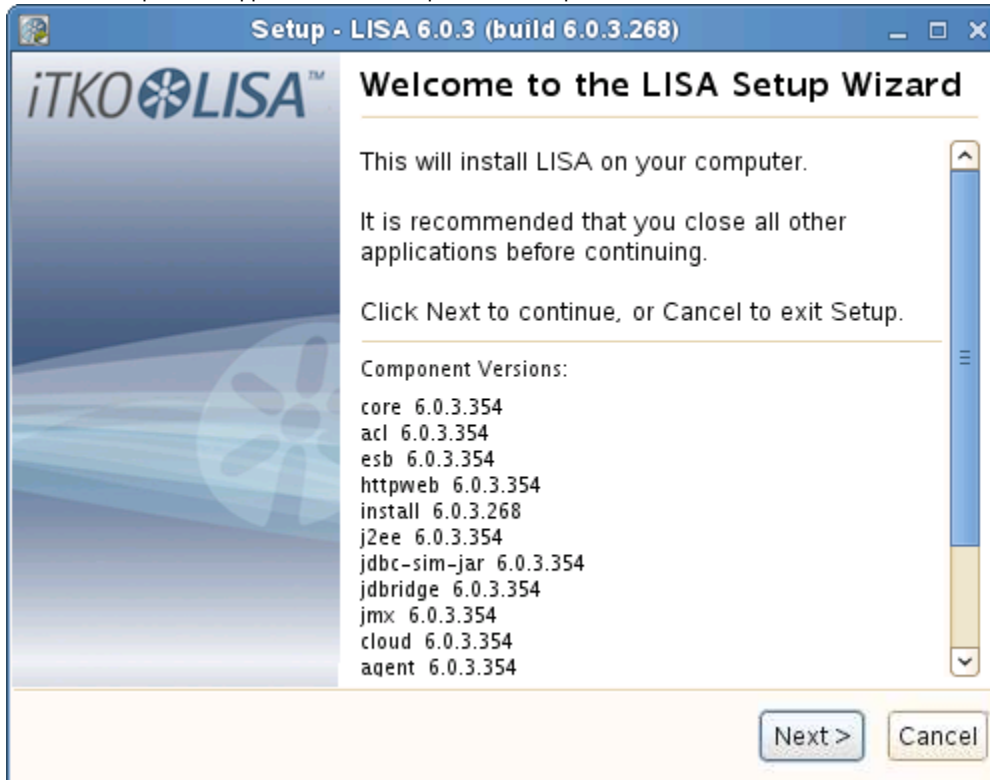 Setup - LISA 6.0.3 (build 6.0.3.268)
iTKO LISA™
Welcome to the LISA Setup Wizard
This will install LISA on your computer.
It is recommended that you close all other
applications before continuing.
Click Next to continue, or Cancel to exit Setup.
Component Versions:
core 6.0.3.354
acl 6.0.3.354
esb 6.0.3.354
httpweb 6.0.3.354
install 6.0.3.268
j2ee 6.0.3.354
jdbc-sim-jar 6.0.3.354
jdbridge 6.0.3.354
jmx 6.0.3.354
cloud 6.0.3.354
agent 6.0.3.354
Next >
Cancel